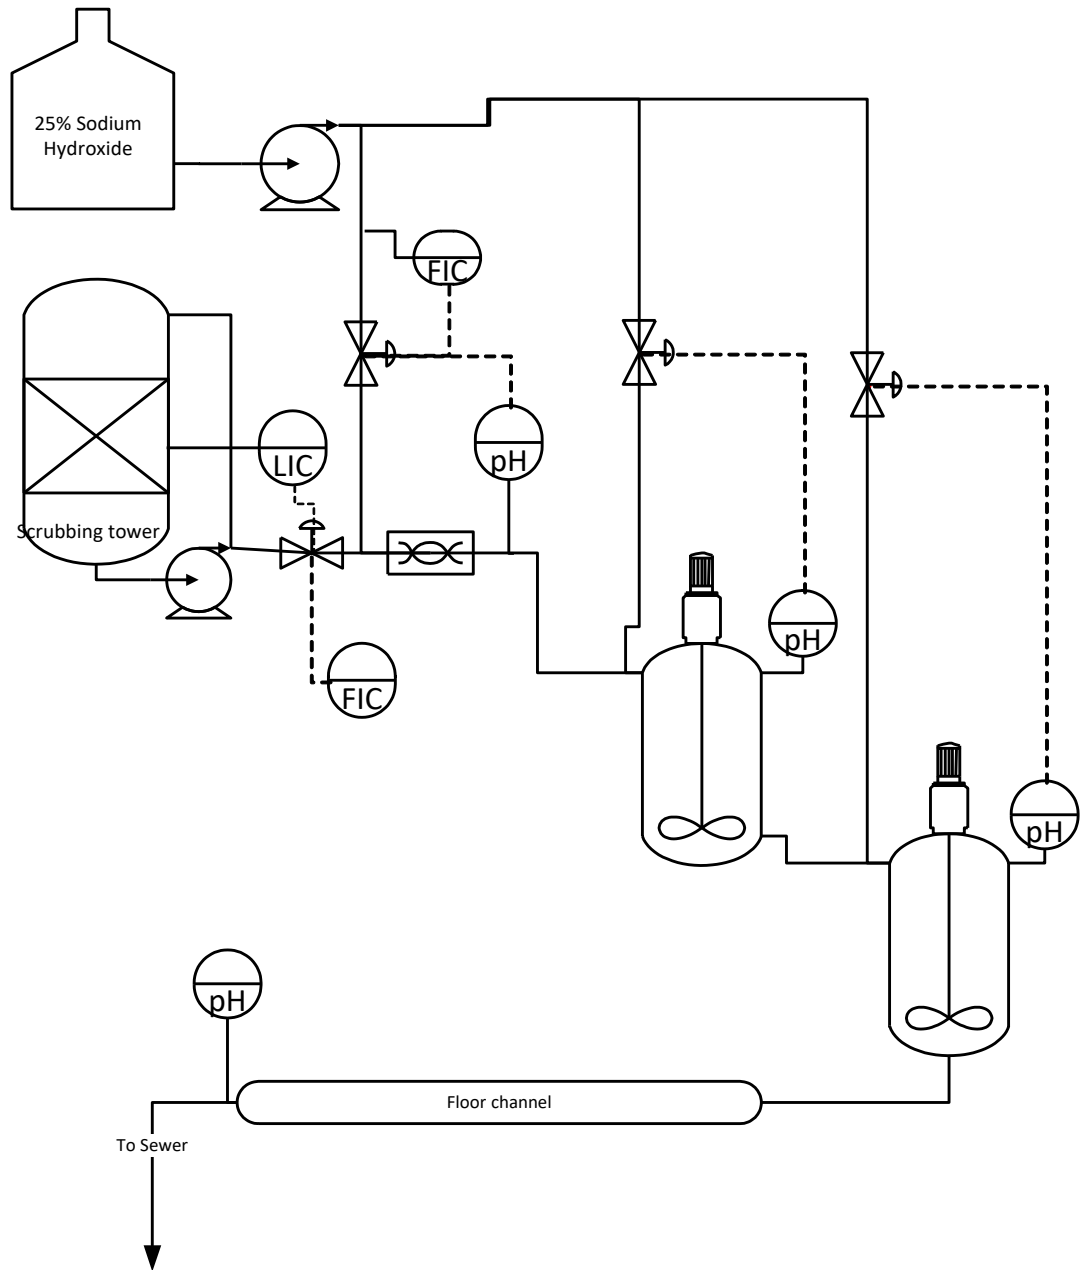 25% Sodium
Hydroxide
FIC
LIC
pH
Scrubbing tower
pH
FIC
pH
pH
Floor channel
To Sewer